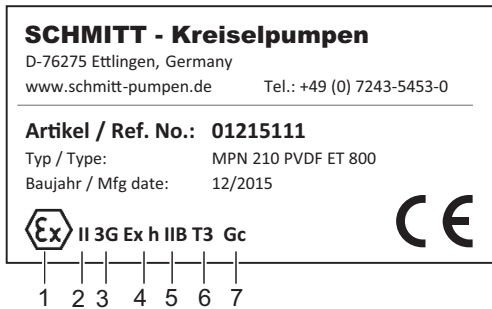 SCHMITT - Kreiselpumpen
D-76275 Ettlingen, Germany
www.schmitt-pumpen.de Tel.: +49 (0) 7243-5453-0
Artikel / Ref. No.: 01215111
Typ / Type: MPN 210 PVDF ET 800
Baujahr / Mfg date: 12/2015
Ex II 3G Ex h IIB T3 Gc CE
1 2 3 4 5 6 7